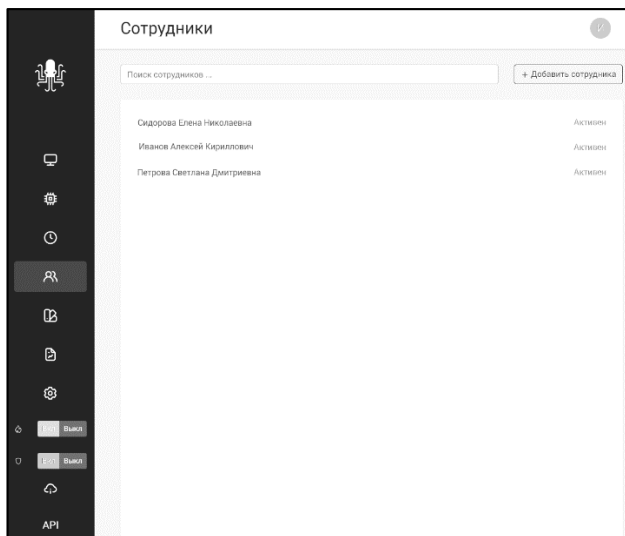 Сотрудники
И
Поиск сотрудников ...
+ Добавить сотрудника
Сидорова Елена Николаевна Активен
Иванов Алексей Кириллович Активен
Петрова Светлана Дмитриевна Активен
Выкл
Выкл
API